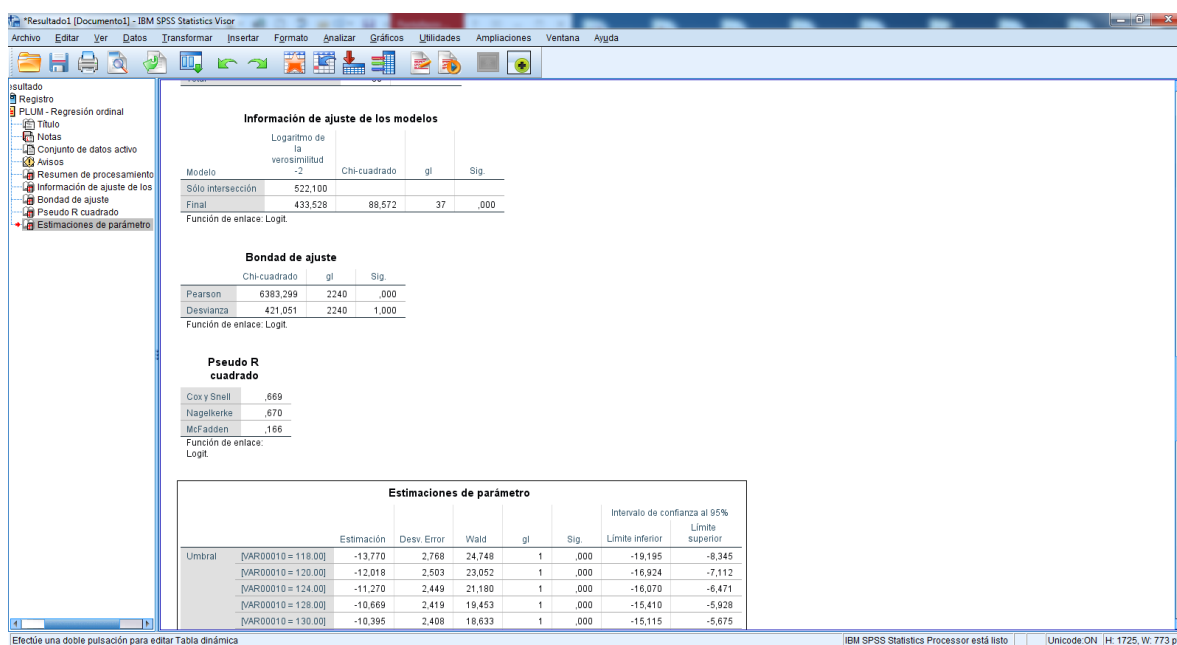 *Resultado1 [Documento1] - IBM SPSS Statistics Visor
Archivo Editar Ver Datos Transformar Insertar Formato Analizar Gráficos Utilidades Ampliaciones Ventana Ayuda
Registro
PLUM - Regresión ordinal
Título
Notas
Conjunto de datos activo
Avisos
Resumen de procesamiento
Información de ajuste de los
Bondad de ajuste
Pseudo R cuadrado
Estimaciones de parámetro
Información de ajuste de los modelos
Modelo Logaritmo de la verosimilitud -2 Chi-cuadrado gl Sig.
Sólo intersección 522,100
Final 433,528 88,572 37 ,000
Función de enlace: Logit.
Bondad de ajuste
Chi-cuadrado gl Sig.
Pearson 6383,299 2240 ,000
Desvianza 421,051 2240 1,000
Función de enlace: Logit.
Pseudo R
cuadrado
Cox y Snell ,669
Nagelkerke ,670
McFadden ,166
Función de enlace:
Logit.
Estimaciones de parámetro
Intervalo de confianza al 95%
Estimación Desv. Error Wald gl Sig. Límite inferior Límite superior
Umbral [VAR00010 = 118.00] -13,770 2,768 24,748 1 ,000 -19,195 -8,345
[VAR00010 = 120.00] -12,018 2,503 23,052 1 ,000 -16,924 -7,112
[VAR00010 = 124.00] -11,270 2,449 21,180 1 ,000 -16,070 -6,471
[VAR00010 = 128.00] -10,669 2,419 19,453 1 ,000 -15,410 -5,928
[VAR00010 = 130.00] -10,395 2,408 18,633 1 ,000 -15,115 -5,675
Efectúe una doble pulsación para editar Tabla dinámica
IBM SPSS Statistics Processor está listo
Unicode:ON
H: 1725, W: 773 p